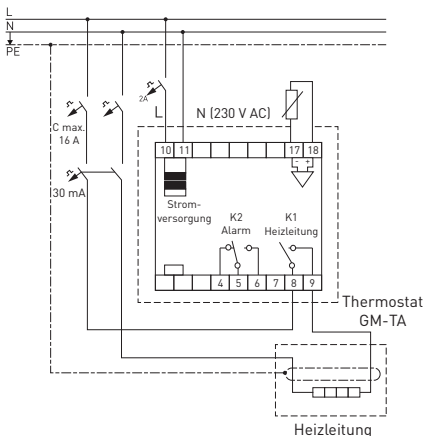 L
N
PE
2A
L
N (230 V AC)
C max.
16 A
10 11 17 18
- +
30 mA
Strom-
versorgung
K2
Alarm
K1
Heizleitung
4 5 6 7 8 9
Thermostat
GM-TA
Heizleitung